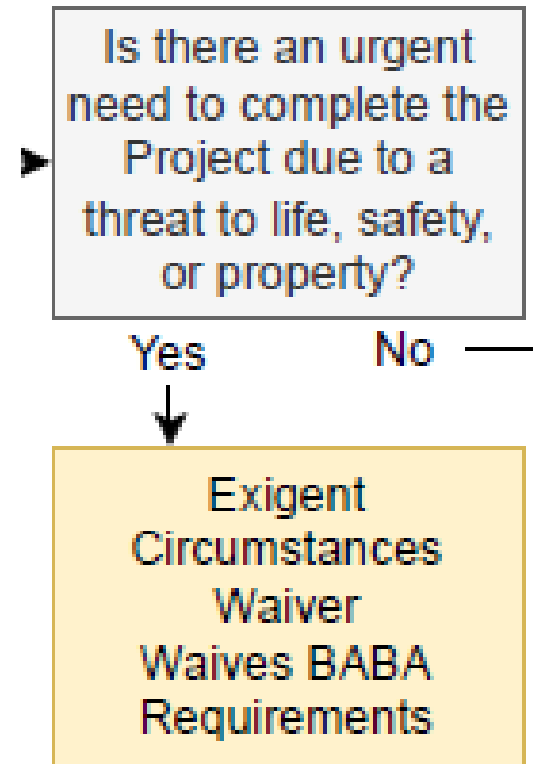 Is there an urgent
need to complete the
Project due to a
threat to life, safety,
or property?
Yes No
Exigent
Circumstances
Waiver
Waives BABA
Requirements